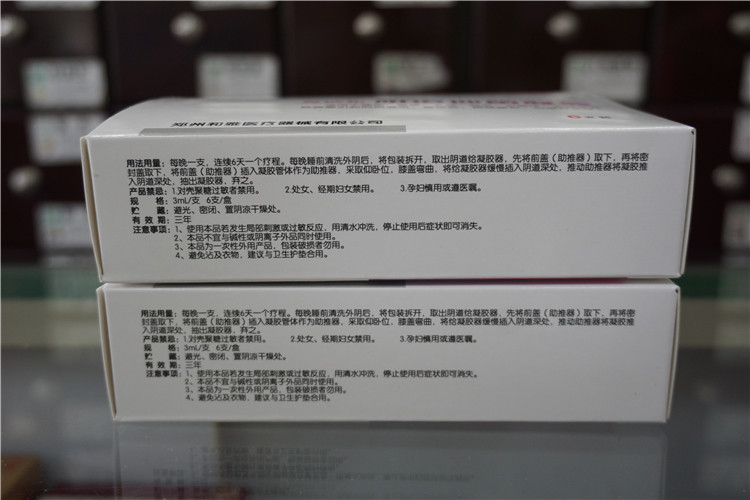 郑州和雅医疗器械有限公司
用法用量：每晚一支，连续6天一个疗程。每晚睡前清洗外阴后，将包装拆开，取出阴道给凝胶器，先将前盖（助推器）取下，再将密
封盖取下，将前盖（助推器）插入凝胶管体作为助推器，采取仰卧位，膝盖弯曲，将给凝胶器缓慢插入阴道深处，推动助推器将凝胶推
入阴道深处，抽出凝胶器，弃之。
产品禁忌：1.对壳聚糖过敏者禁用。 2.处女、经期妇女禁用。 3.孕妇慎用或遵医嘱。
规 格：3mL/支 6支/盒
贮 藏：避光、密闭、置阴凉干燥处。
有 效 期：三年
注意事项：1、使用本品若发生局部刺激或过敏反应，用清水冲洗，停止使用后症状即可消失。
2、本品不宜与碱性或阴离子外品同时使用。
3、本品为一次性外用产品，包装破损者勿用。
4、避免沾及衣物，建议与卫生护垫合用。
用法用量：每晚一支，连续6天一个疗程。每晚睡前清洗外阴后，将包装拆开，取出阴道给凝胶器，先将前盖（助推器）取下，再将密
封盖取下，将前盖（助推器）插入凝胶管体作为助推器，采取仰卧位，膝盖弯曲，将给凝胶器缓慢插入阴道深处，推动助推器将凝胶推
入阴道深处，抽出凝胶器，弃之。
产品禁忌：1.对壳聚糖过敏者禁用。 2.处女、经期妇女禁用。 3.孕妇慎用或遵医嘱。
规 格：3mL/支 6支/盒
贮 藏：避光、密闭、置阴凉干燥处。
有 效 期：三年
注意事项：1、使用本品若发生局部刺激或过敏反应，用清水冲洗，停止使用后症状即可消失。
2、本品不宜与碱性或阴离子外品同时使用。
3、本品为一次性外用产品，包装破损者勿用。
4、避免沾及衣物，建议与卫生护垫合用。